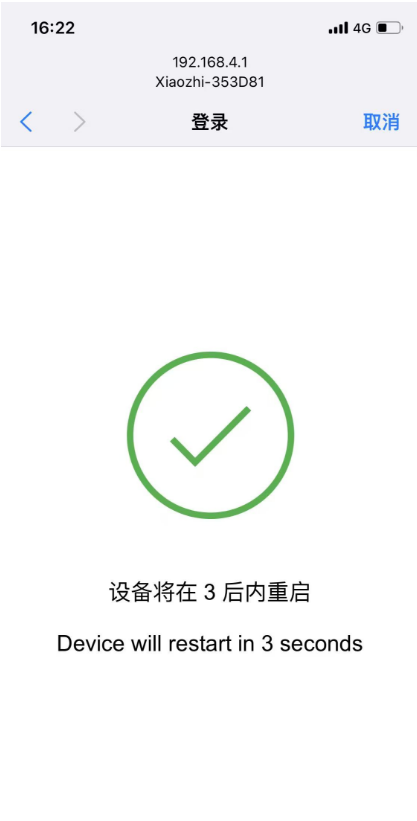 16:22
4G
192.168.4.1
Xiaozhi-353D81
登录
取消
设备将在 3 后内重启
Device will restart in 3 seconds